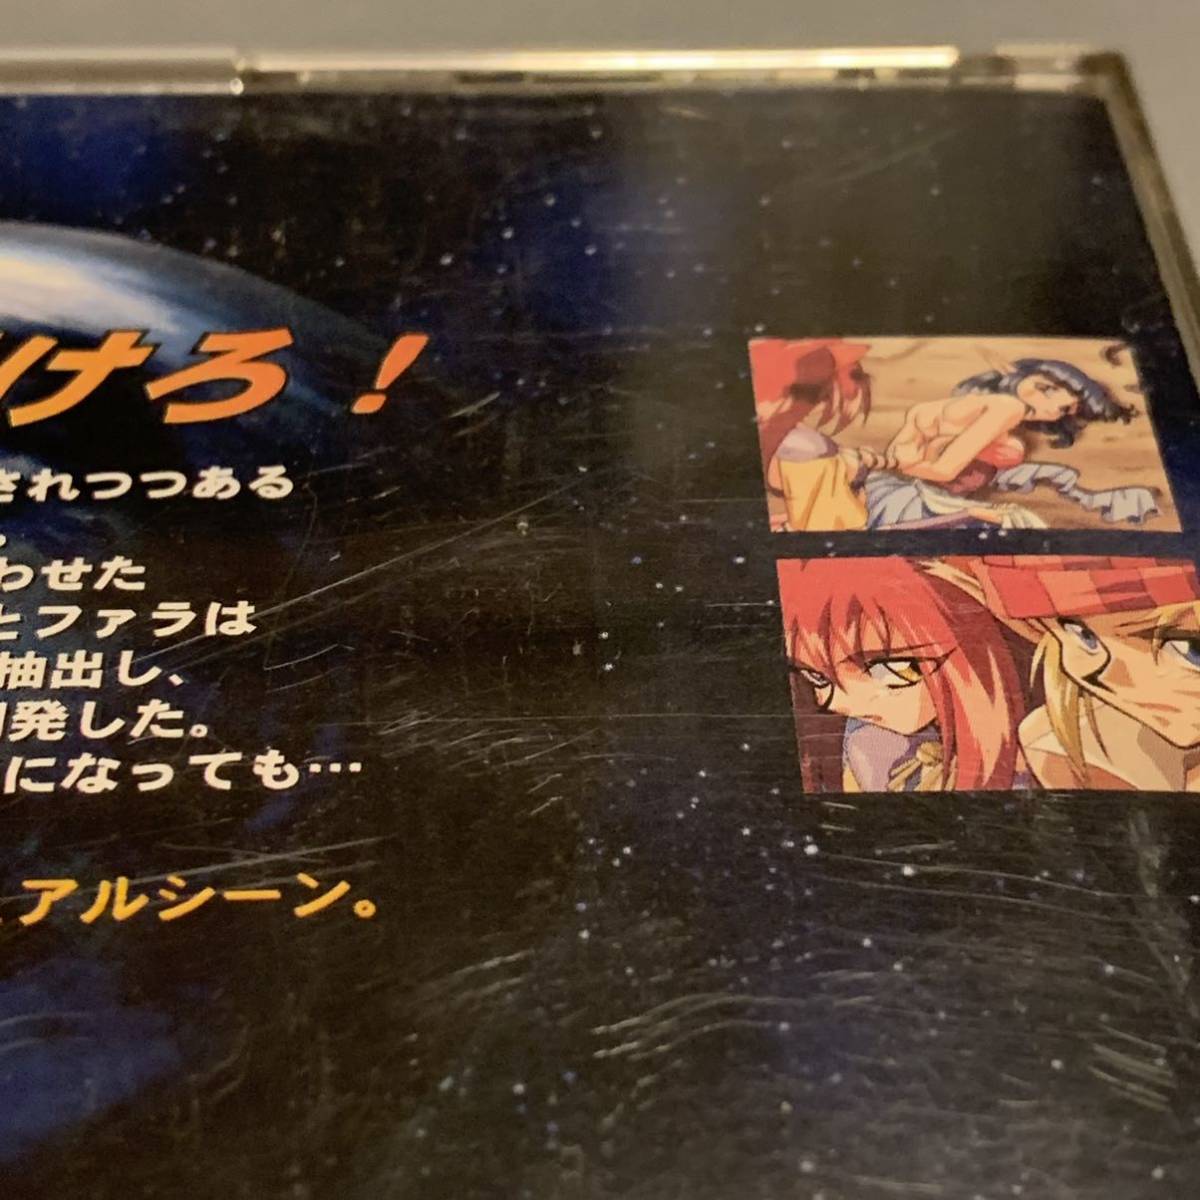 けろ！
されつつある
。
わせた
とファラは
抽出し、
発した。
になっても…
アルシーン。